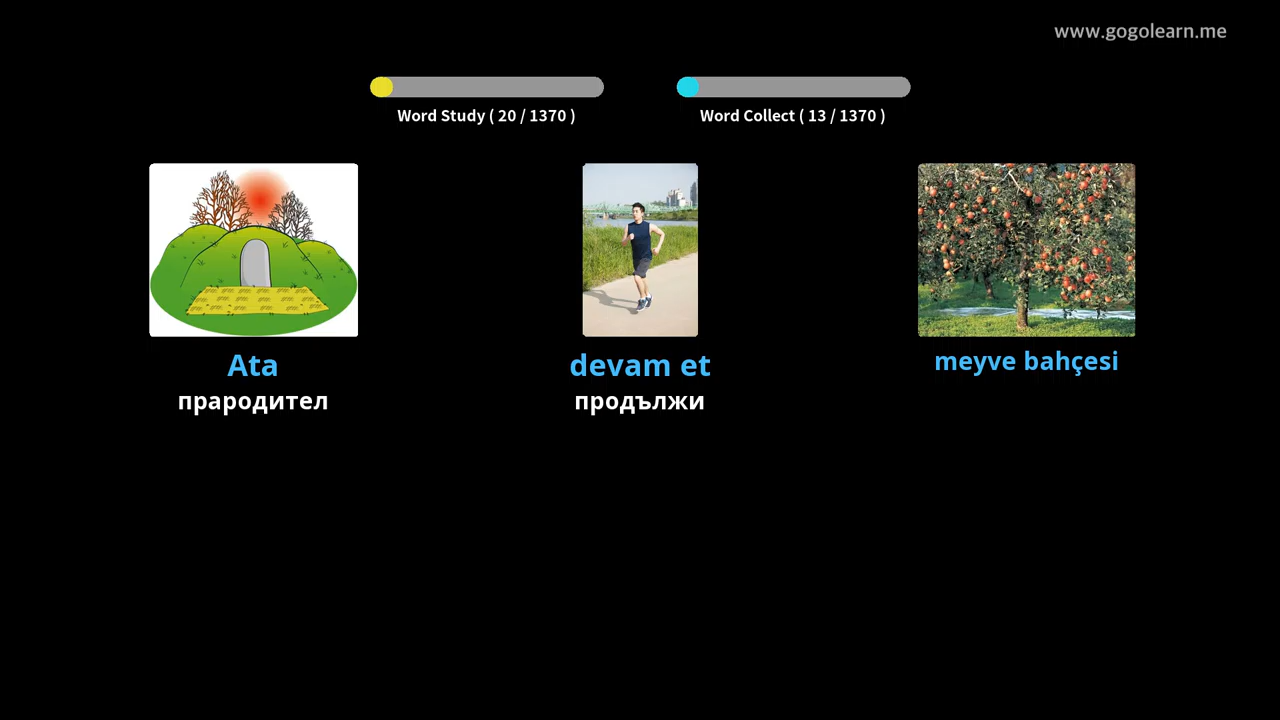 www.gogolearn.me
Word Study ( 20 / 1370 )
Word Collect ( 13 / 1370 )
Ata
прародител
devam et
продължи
meyve bahçesi